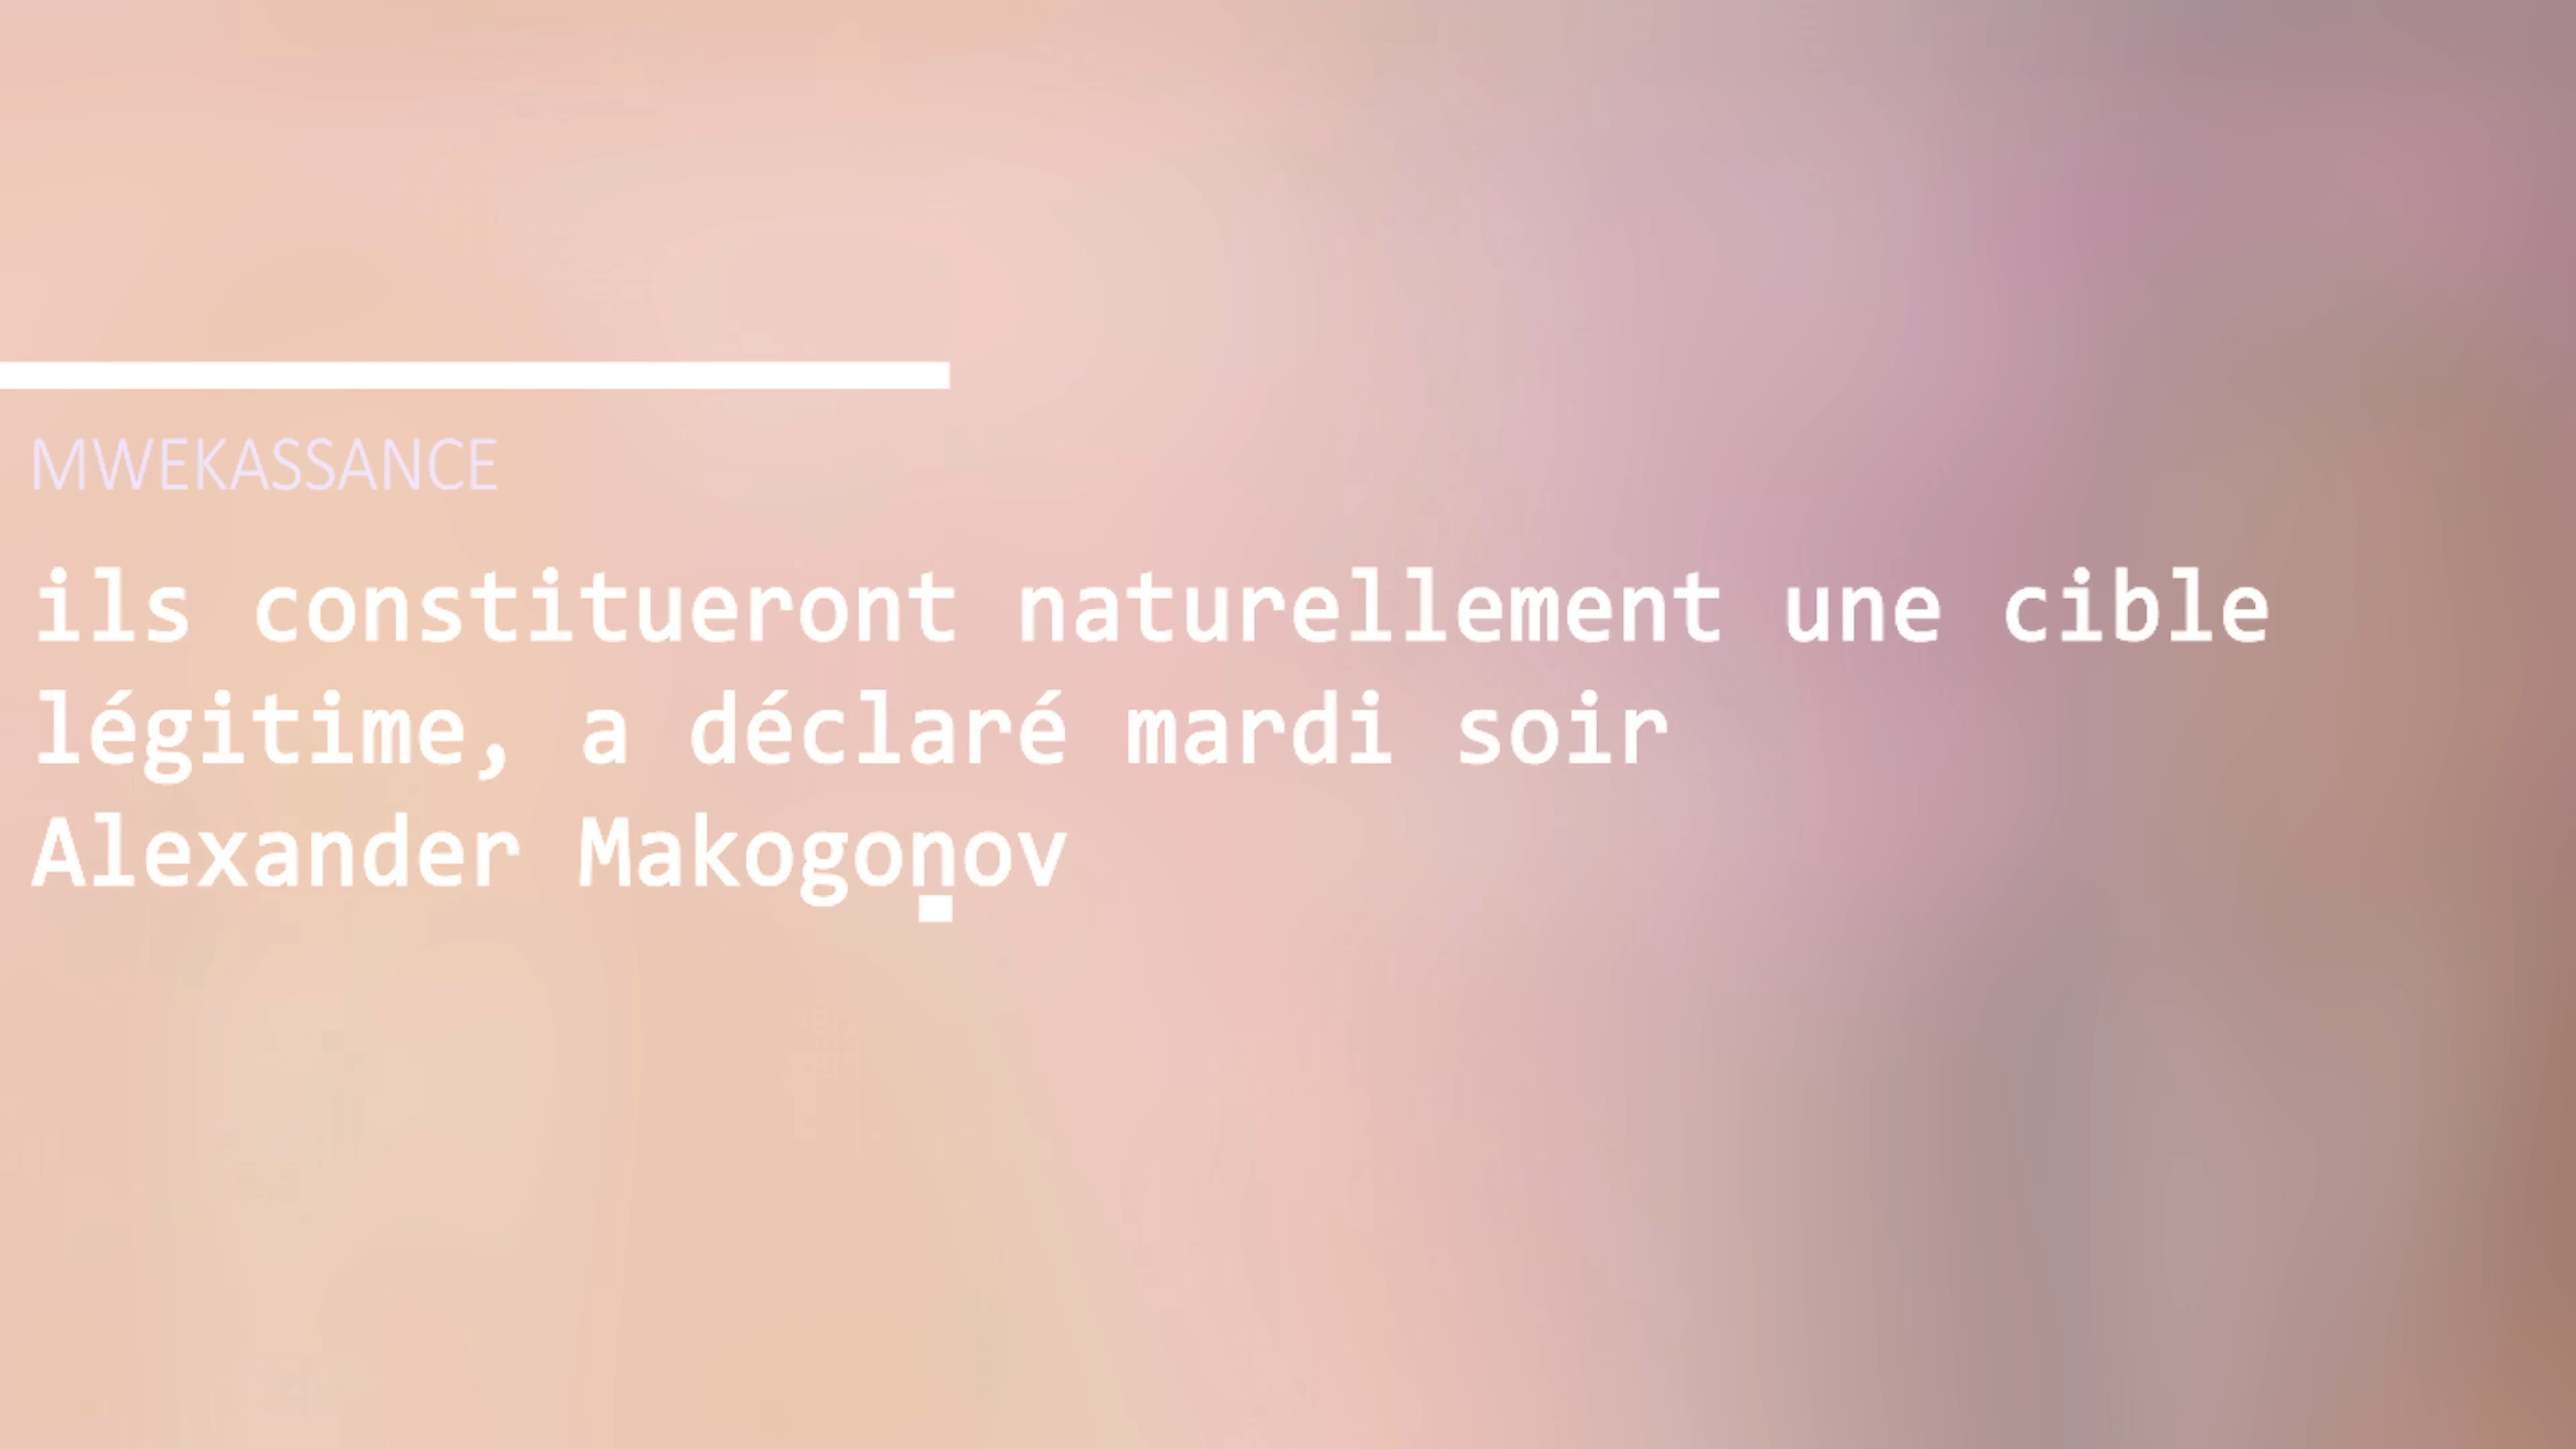 MWEKASSANCE
ils constitueront naturellement une cible
légitime, a déclaré mardi soir
Alexander Makogonov